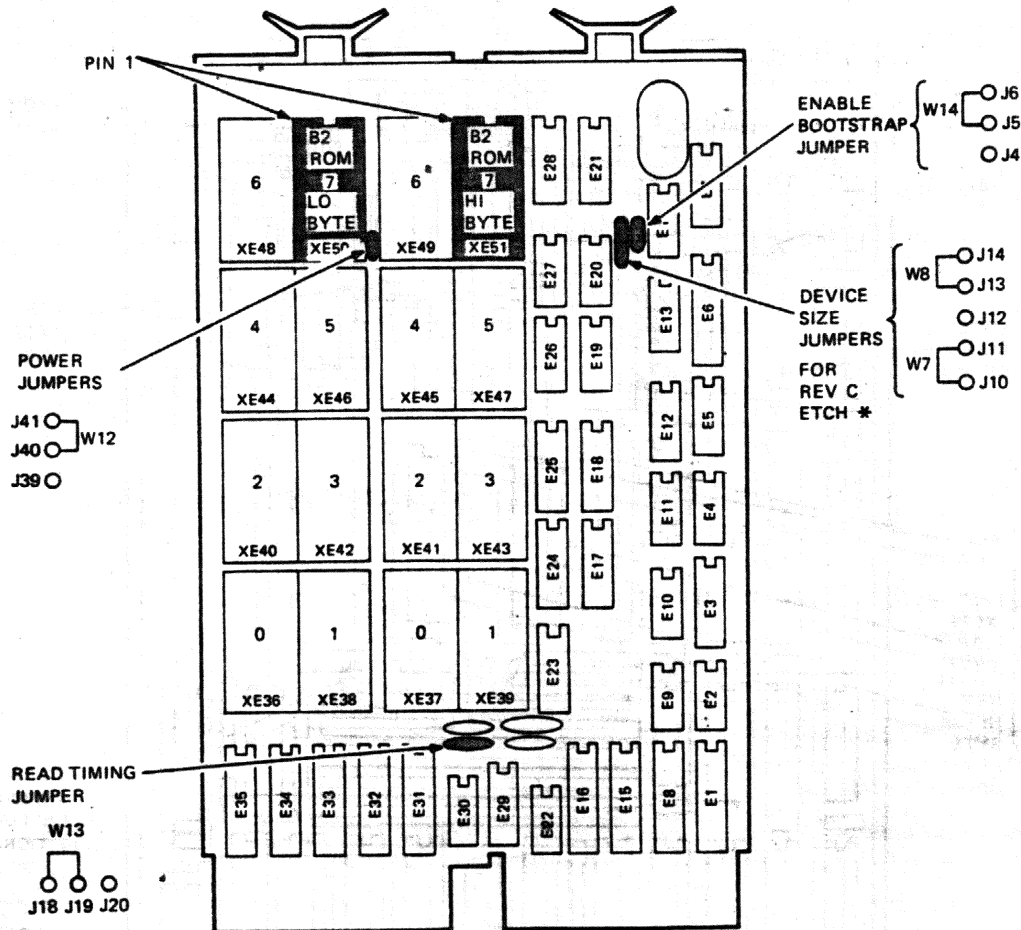 PIN 1
B2
ROM
7
LO
BYTE
XE50
B2
ROM
7
HI
BYTE
XE51
6
XE48
6
XE49
E28
E21
ENABLE
BOOTSTRAP
JUMPER
W14
J6
J5
J4
E27
E20
E13
E6
DEVICE
SIZE
JUMPERS
FOR
REV C
ETCH *
W8
J14
J13
J12
W7
J11
J10
4
XE44
5
XE46
4
XE45
5
XE47
E26
E19
POWER
JUMPERS
J41
J40
W12
J39
2
XE40
3
XE42
2
XE41
3
XE43
E25
E18
E12
E5
E11
E4
E24
E17
E10
E3
0
XE36
1
XE38
0
XE37
1
XE39
E23
E9
E2
READ TIMING
JUMPER
W13
J18 J19 J20
E35
E34
E33
E32
E31
E30
E29
E22
E16
E15
E8
E1